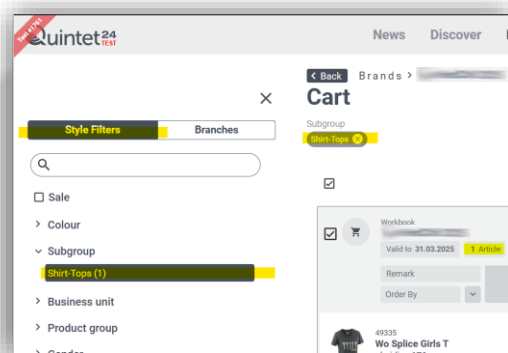 Test #1761
Quintet24
TEST
News Discover
Back Brands >
Cart
Style Filters Branches
Subgroup
Shirt-Tops
Sale
Colour
Subgroup
Shirt-Tops (1)
Business unit
Product group
Gender
Workbook
Valid to 31.03.2025 1 Article
Remark
Order By
49335
Wo Splice Girls T